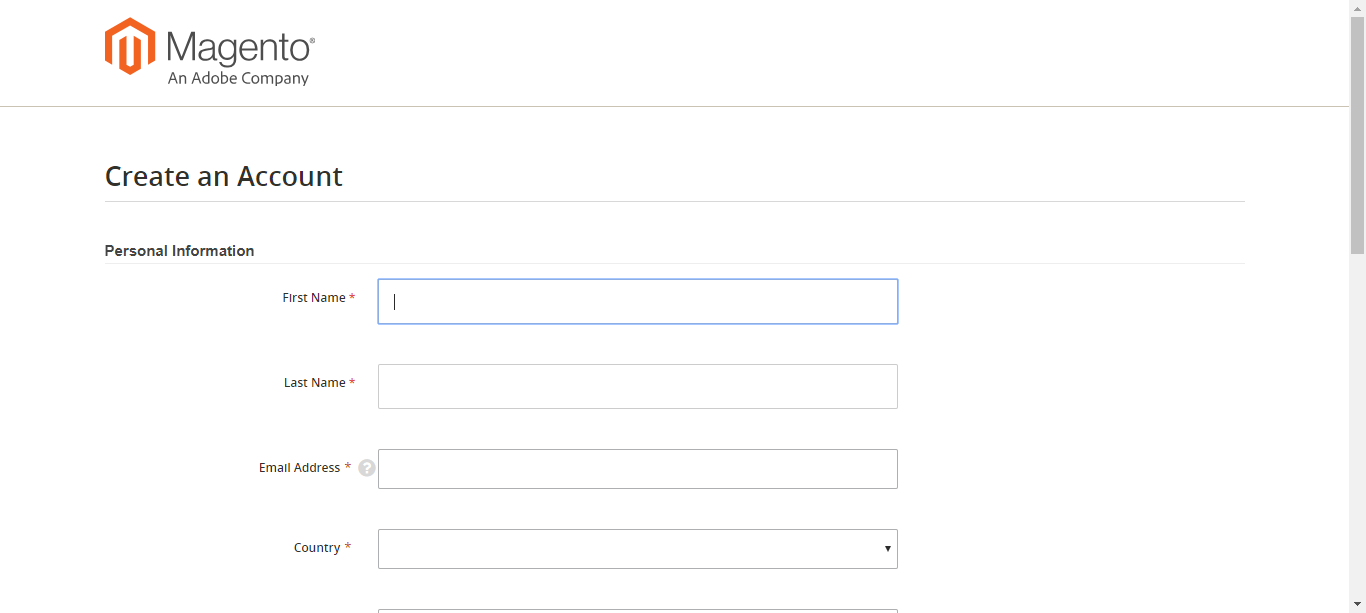 Magento®
An Adobe Company
Create an Account
Personal Information
First Name *
Last Name *
Email Address * ?
Country *